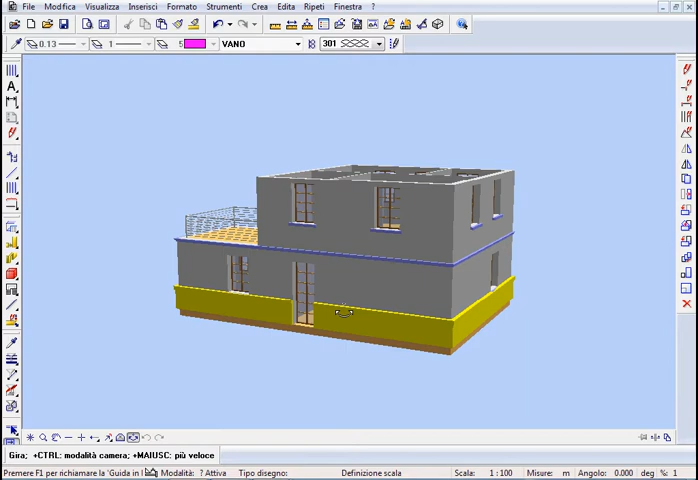 File Modifica Visualizza Inserisci Formato Strumenti Crea Edita Ripeti Finestra ?
0.13 1 5 VANO 301
Gira; +CTRL: modalità camera; +MAIUSC: più veloce
Premere F1 per richiamare la 'Guida in l Modalità: ? Attiva Tipo disegno: Definizione scala Scala: 1 : 100 Misure: m Angolo: 0.000 deg %: 1